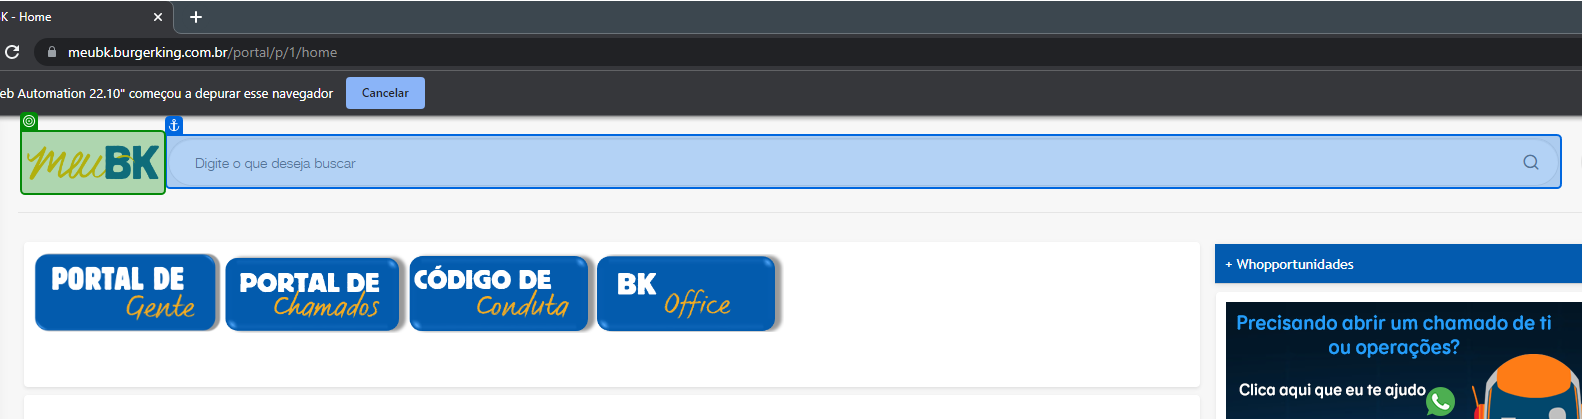 K - Home
meubk.burgerking.com.br/portal/p/1/home
eb Automation 22.10" começou a depurar esse navegador
Cancelar
meuBK
Digite o que deseja buscar
PORTAL DE
Gente
PORTAL DE
Chamados
CÓDIGO DE
Conduta
BK
Office
+ Whopportunidades
Precisando abrir um chamado de ti
ou operações?
Clica aqui que eu te ajudo